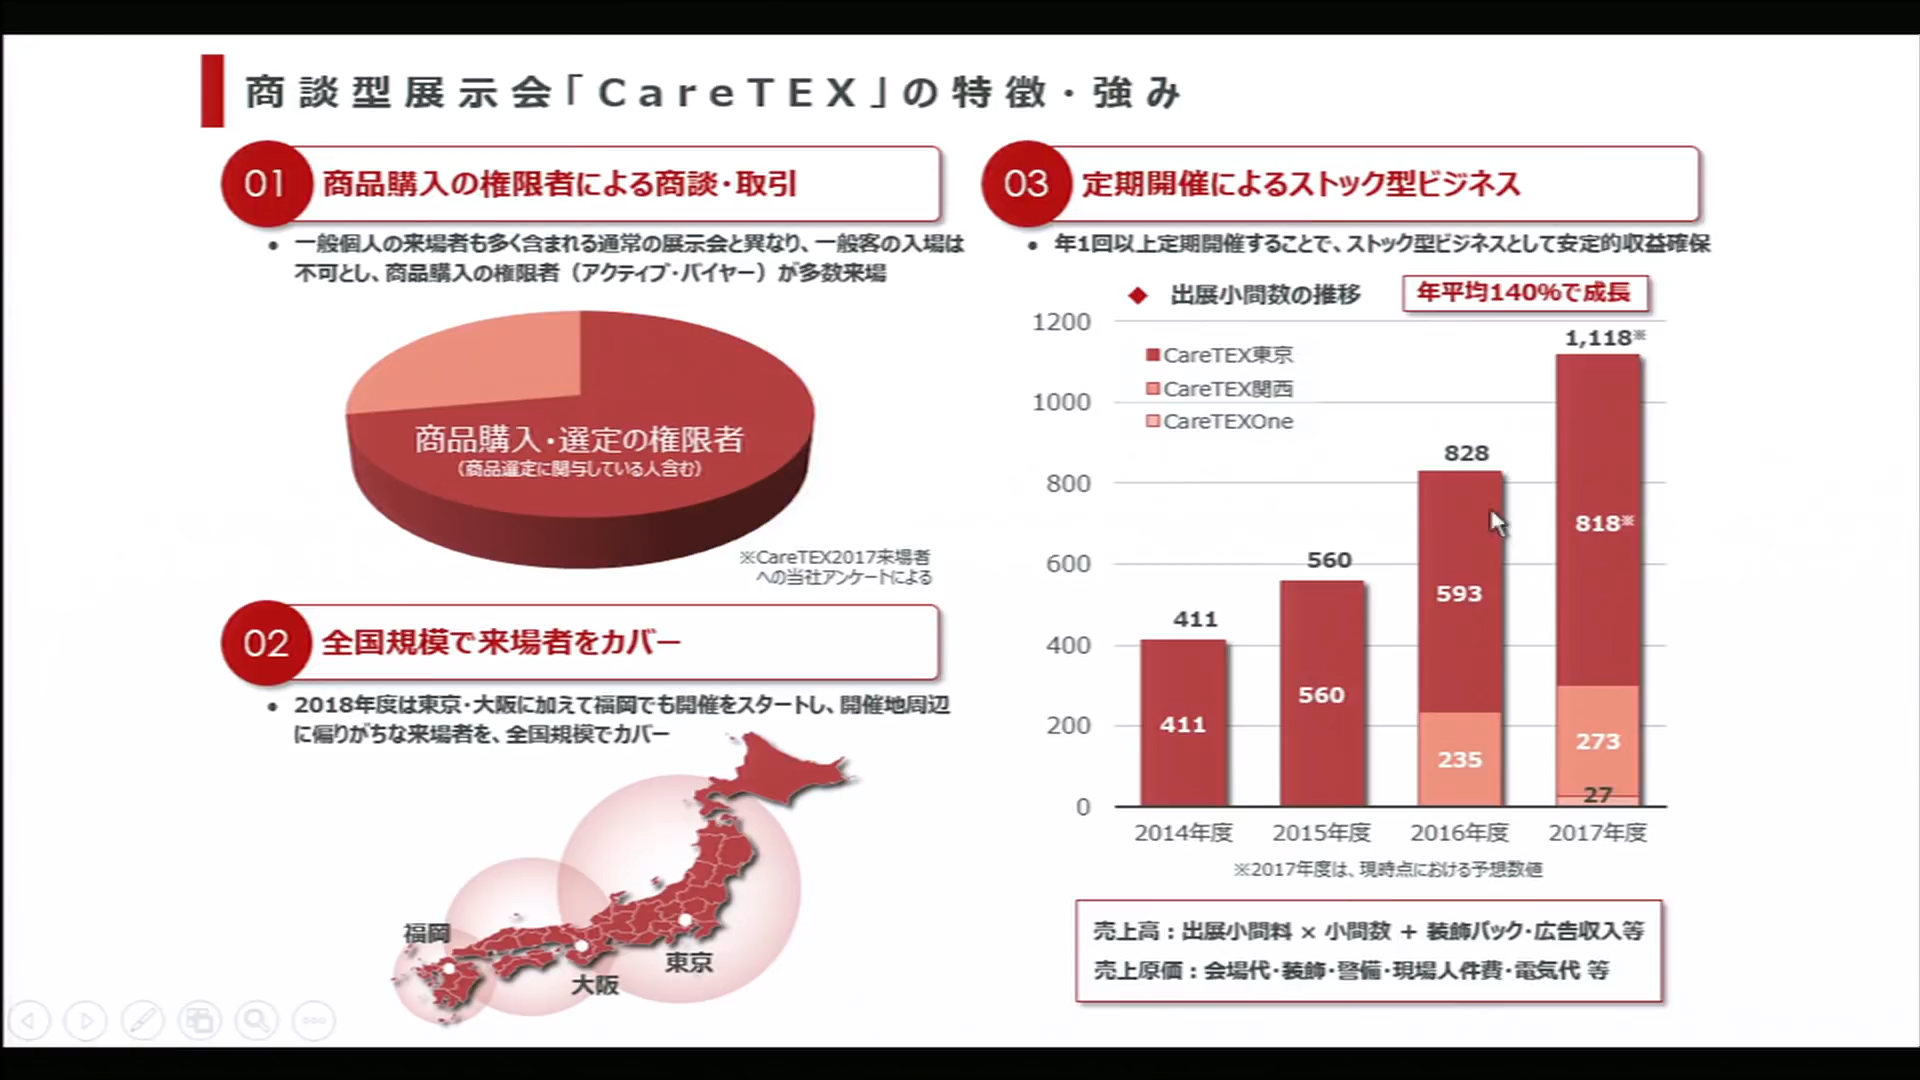 商談型展示会「CareTEX」の特徴・強み
01 商品購入の権限者による商談・取引
• 一般個人の来場者も多く含まれる通常の展示会と異なり、一般客の入場は
不可とし、商品購入の権限者（アクティブ・バイヤー）が多数来場
商品購入・選定の権限者
（商品選定に関与している人含む）
※CareTEX2017来場者
への当社アンケートによる
02 全国規模で来場者をカバー
• 2018年度は東京・大阪に加えて福岡でも開催をスタートし、開催地周辺
に偏りがちな来場者を、全国規模でカバー
福岡
大阪
東京
03 定期開催によるストック型ビジネス
• 年1回以上定期開催することで、ストック型ビジネスとして安定的収益確保
◆ 出展小間数の推移
年平均140%で成長
1200
1000
800
600
400
200
0
CareTEX東京
CareTEX関西
CareTEXOne
411
411
560
560
828
593
235
1,118※
818※
273
27
2014年度 2015年度 2016年度 2017年度
※2017年度は、現時点における予想数値
売上高：出展小間料 × 小間数 + 装飾パック・広告収入等
売上原価：会場代・装飾・警備・現場人件費・電気代 等